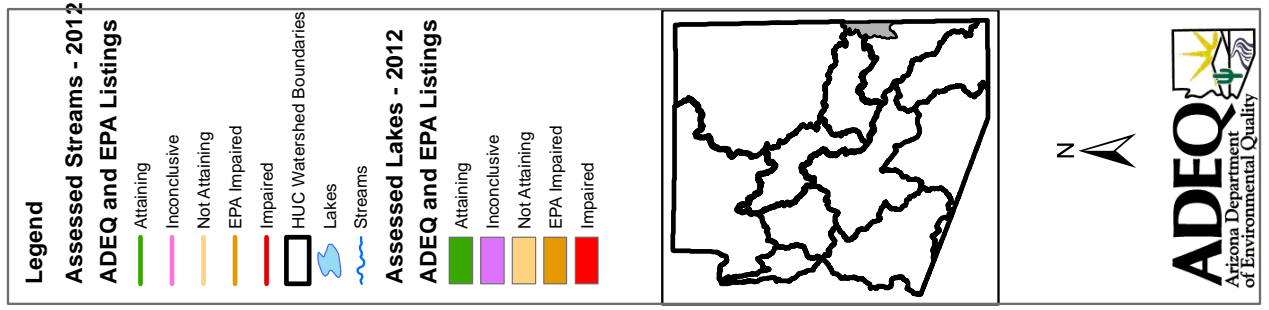 Legend
Assessed Streams - 2012
ADEQ and EPA Listings
Attaining
Inconclusive
Not Attaining
EPA Impaired
Impaired
HUC Watershed Boundaries
Lakes
Streams
Assessed Lakes - 2012
ADEQ and EPA Listings
Attaining
Inconclusive
Not Attaining
EPA Impaired
Impaired
N
ADEQ
Arizona Department
of Environmental Quality